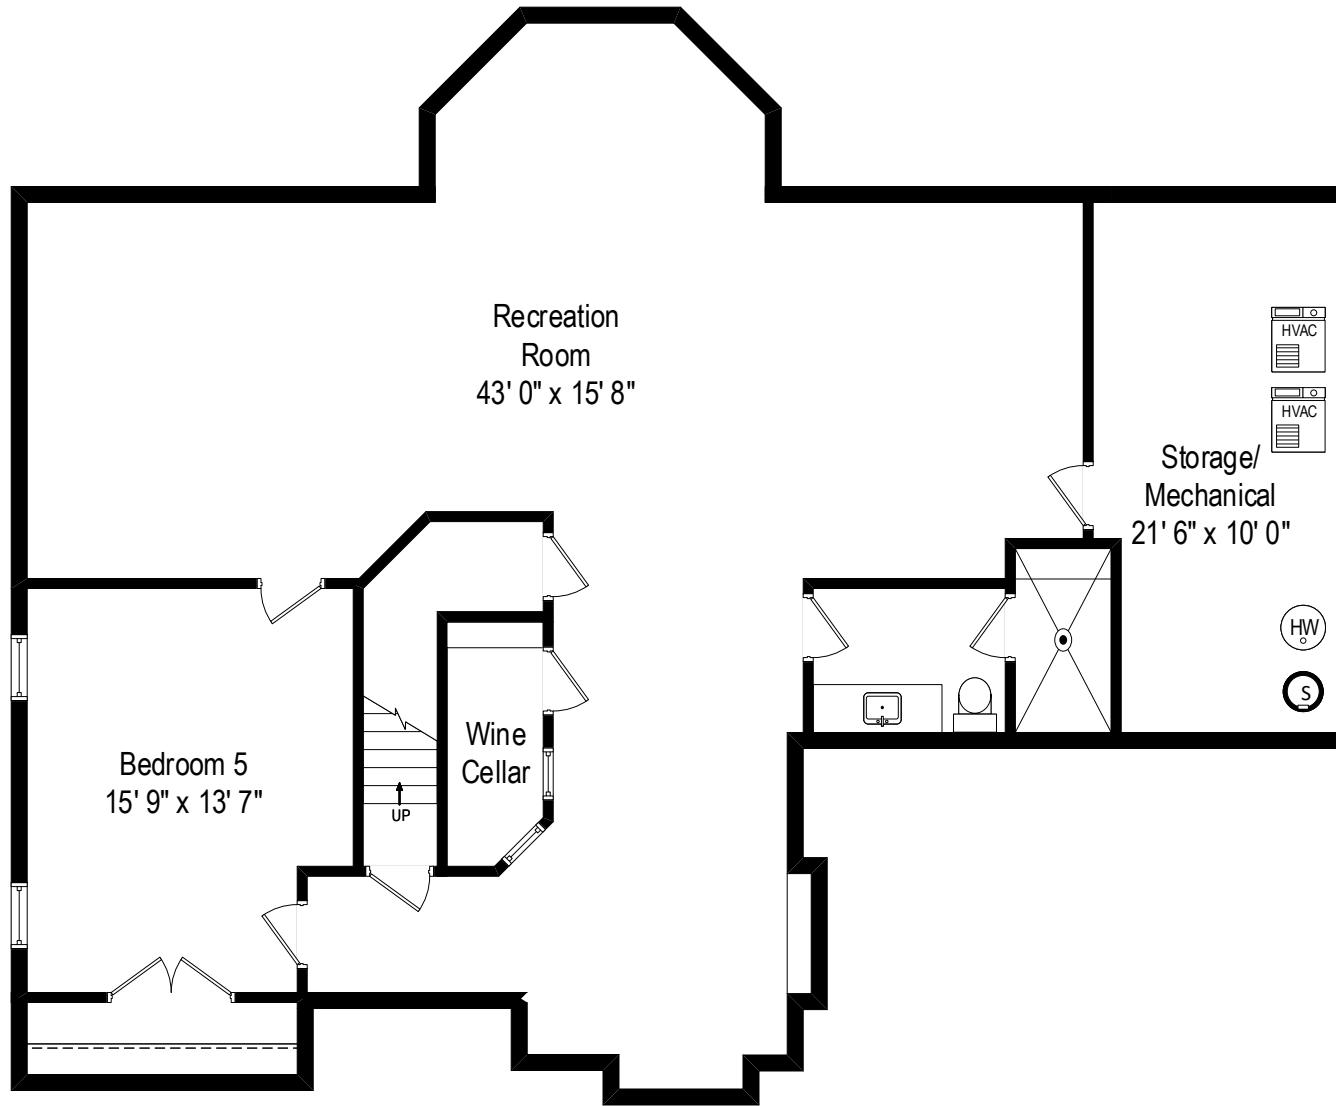 Recreation
Room
43' 0" x 15' 8"
HVAC
HVAC
Storage/
Mechanical
21' 6" x 10' 0"
HW
S
Wine
Cellar
Bedroom 5
15' 9" x 13' 7"
UP